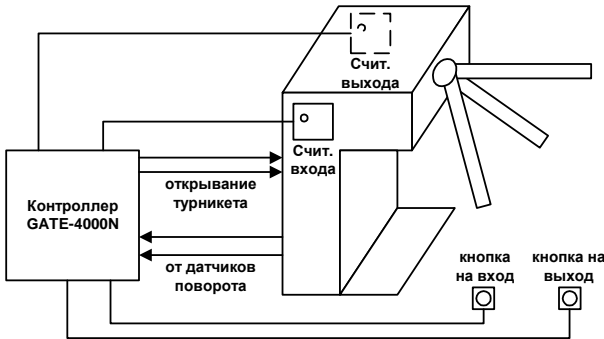 Счит.
выхода
Счит.
входа
открывание
турникета
Контроллер
GATE-4000N
от датчиков
поворота
кнопка
на вход
кнопка на
выход